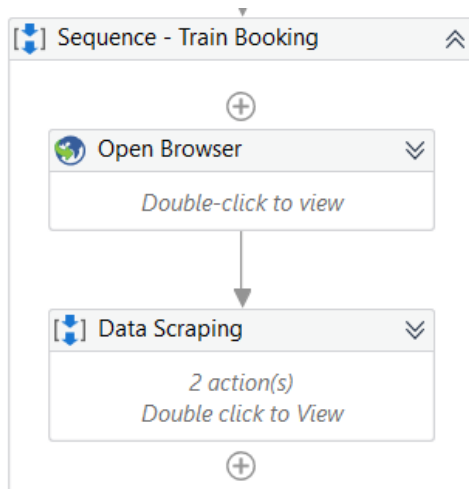 Sequence - Train Booking
Open Browser
Double-click to view
Data Scraping
2 action(s)
Double click to View